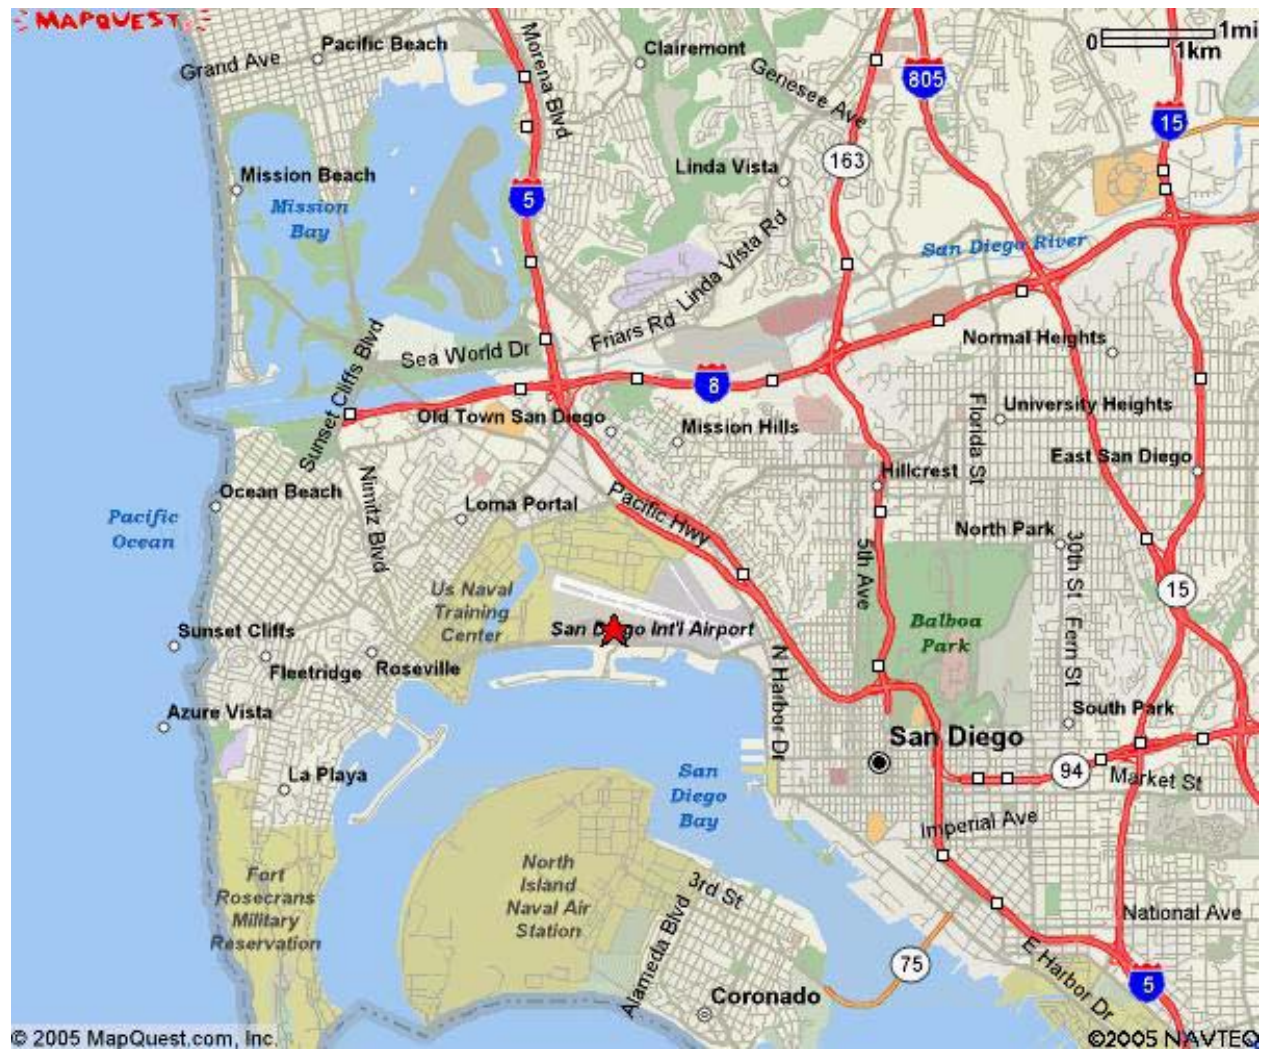 MAPQUEST
Pacific Beach
Grand Ave
Morena Blvd
Clairemont
Genesee Ave
805
0
1mi
1km
15
163
Linda Vista
Mission Beach
Mission
Bay
5
San Diego River
Linda Vista Rd
Friars Rd
Sea World Dr
Sunset Cliffs Blvd
8
Normal Heights
Old Town San Diego
Mission Hills
Florida St
University Heights
East San Diego
Hillcrest
Ocean Beach
Nimitz Blvd
Loma Portal
Pacific Hwy
Pacific
Ocean
North Park
30th St
5th Ave
15
Us Naval
Training
Center
San Diego Int'l Airport
Balboa
Park
Fern St
Sunset Cliffs
Fleetridge
Roseville
N Harbor Dr
Azure Vista
South Park
San Diego
La Playa
San
Diego
Bay
94
Market St
Imperial Ave
North
Island
Naval Air
Station
Fort
Rosecrans
Military
Reservation
3rd St
Alameda Blvd
National Ave
75
E Harbor Dr
5
Coronado
© 2005 MapQuest.com, Inc.
©2005 NAVTEQ